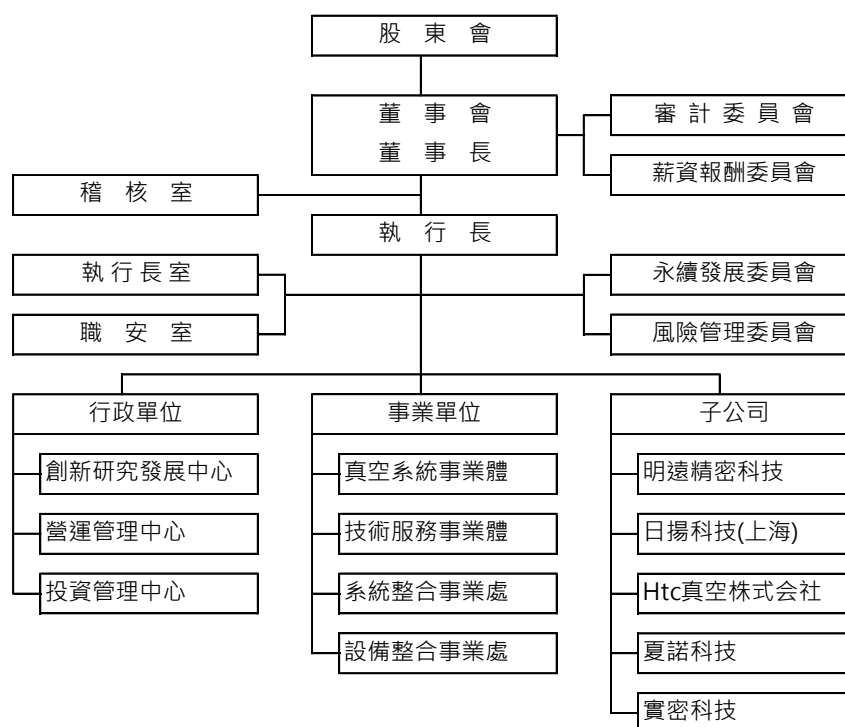 股東會
董事會
董事長
審計委員會
薪資報酬委員會
稽核室
執行長
執行長室
職安室
永續發展委員會
風險管理委員會
行政單位
創新研究發展中心
營運管理中心
投資管理中心
事業單位
真空系統事業體
技術服務事業體
系統整合事業處
設備整合事業處
子公司
明遠精密科技
日揚科技(上海)
Htc真空株式会社
夏諾科技
實密科技